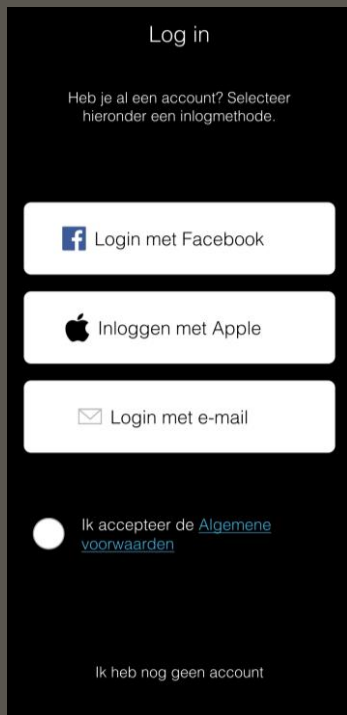 Log in
Heb je al een account? Selecteer
hieronder een inlogmethode.
Login met Facebook
Inloggen met Apple
Login met e-mail
Ik accepteer de Algemene
voorwaarden
Ik heb nog geen account